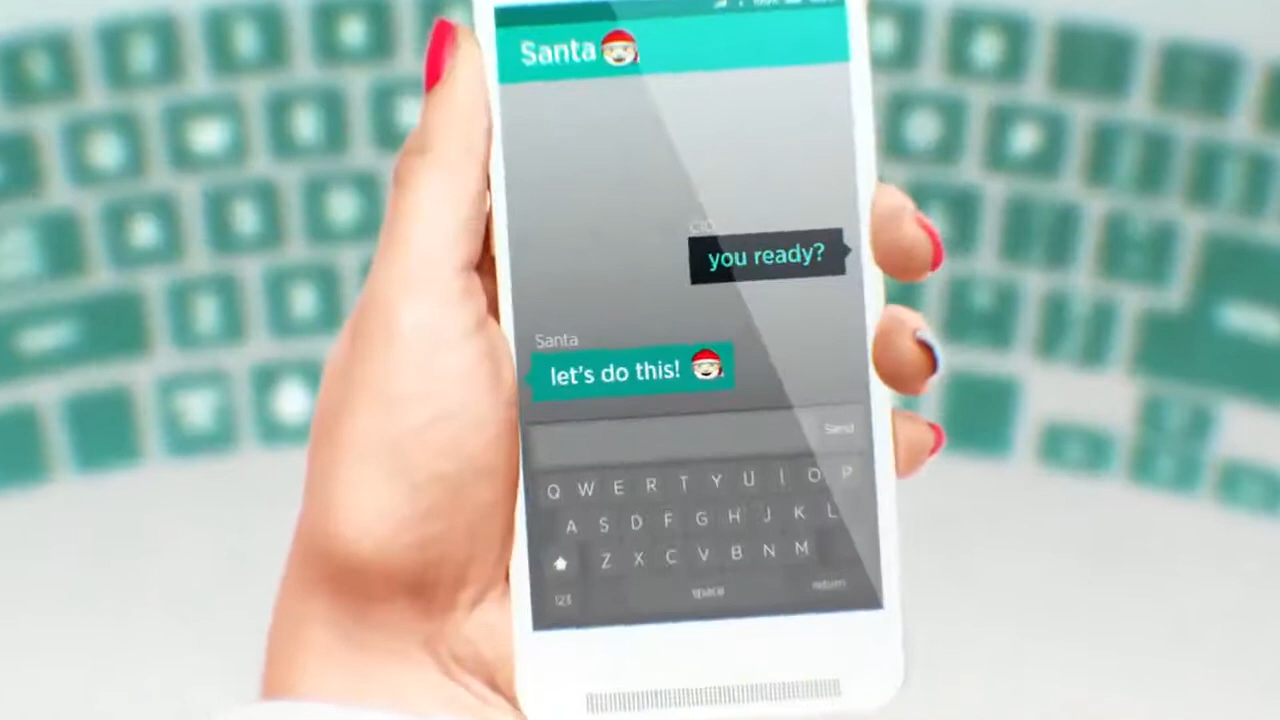 Santa
you ready?
Santa
let's do this!
Send
Q W E R T Y U I O P
A S D F G H J K L
Z X C V B N M
123 space return